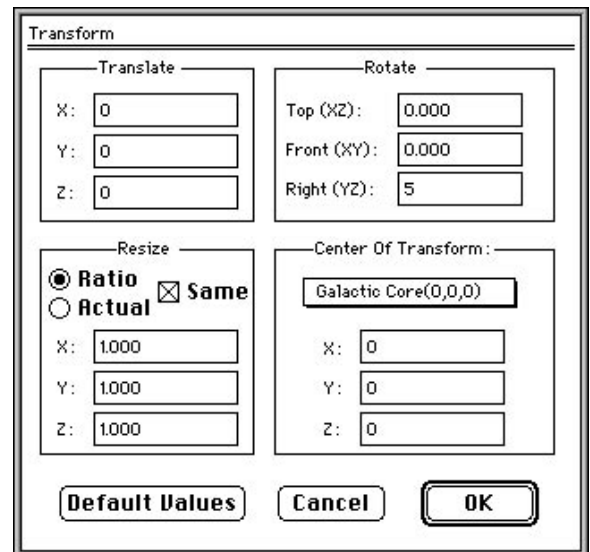 Transform
Translate
X: 0
Y: 0
Z: 0
Rotate
Top (XZ): 0.000
Front (XY): 0.000
Right (YZ): 5
Resize
Ratio
Actual
Same
X: 1.000
Y: 1.000
Z: 1.000
Center Of Transform:
Galactic Core(0,0,0)
X: 0
Y: 0
Z: 0
Default Values Cancel OK